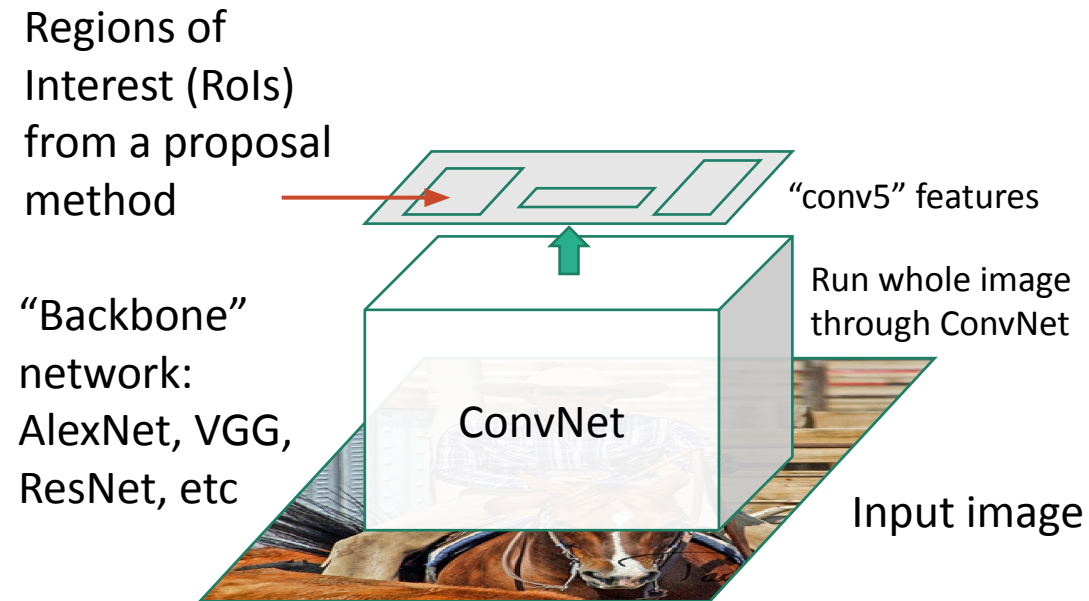 Regions of
Interest (RoIs)
from a proposal
method
“conv5” features
Run whole image
through ConvNet
“Backbone”
network:
AlexNet, VGG,
ResNet, etc
ConvNet
Input image